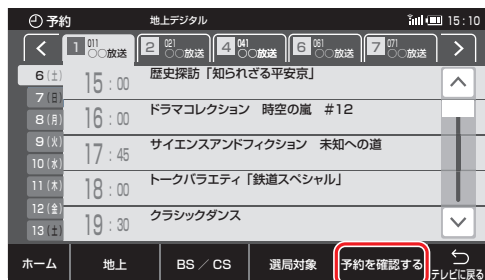 予約 地上デジタル 15:10
< 1 011 ○○放送 2 021 ○○放送 4 041 ○○放送 6 061 ○○放送 7 071 ○○放送 >
6(土) 15:00 歴史探訪「知られざる平安京」
7(日)
8(月) 16:00 ドラマコレクション 時空の嵐 #12
9(火) 17:45 サイエンスアンドフィクション 未知への道
10(水)
11(木) 18:00 トークバラエティ「鉄道スペシャル」
12(金)
13(土) 19:30 クラシックダンス
ホーム 地上 BS/CS 選局対象 予約を確認する テレビに戻る